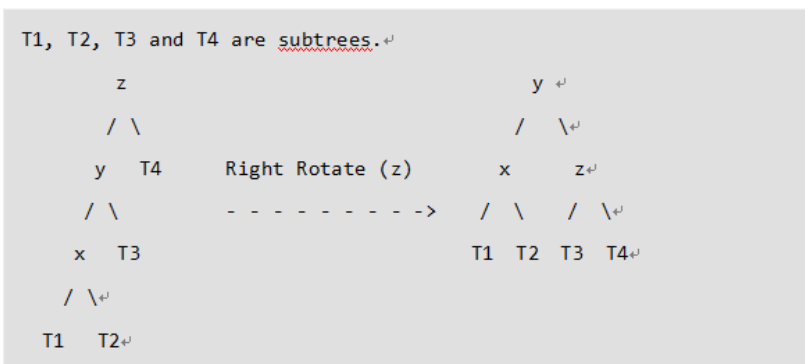 T1, T2, T3 and T4 are subtrees.↵
z y ↵
/ \ / \↵
y T4 Right Rotate (z) x z↵
/ \ - - - - - - - - -> / \ / \↵
x T3 T1 T2 T3 T4↵
/ \↵
T1 T2↵